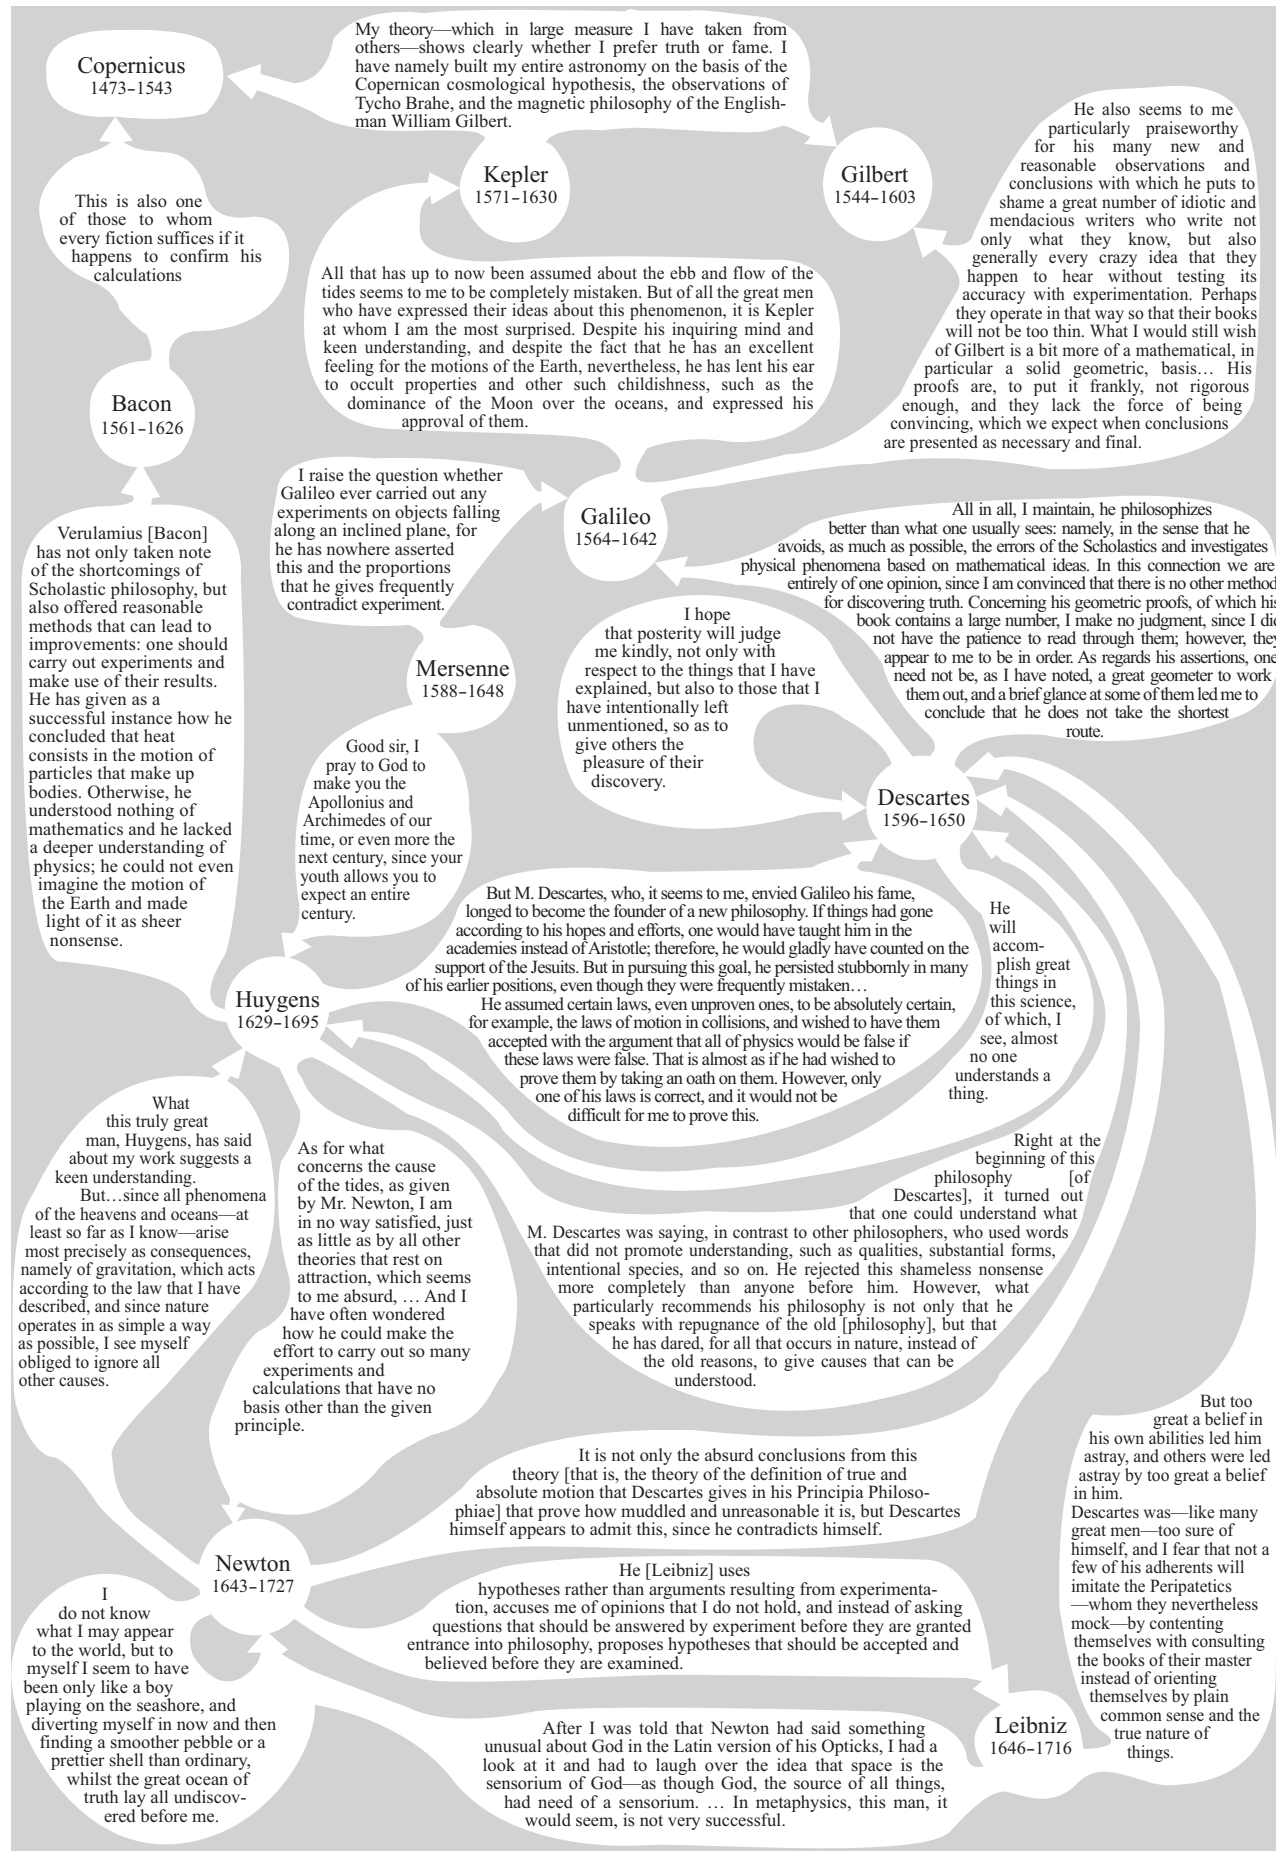 My theory—which in large measure I have taken from
others—shows clearly whether I prefer truth or fame. I
have namely built my entire astronomy on the basis of the
Copernican cosmological hypothesis, the observations of
Tycho Brahe, and the magnetic philosophy of the English-
man William Gilbert.
Copernicus
1473–1543
Kepler
1571–1630
Gilbert
1544–1603
He also seems to me
particularly praiseworthy
for his many new and
reasonable observations and
conclusions with which he puts to
shame a great number of idiotic and
mendacious writers who write not
only what they know, but also
generally every crazy idea that they
happen to hear without testing its
accuracy with experimentation. Perhaps
they operate in that way so that their books
will not be too thin. What I would still wish
of Gilbert is a bit more of a mathematical, in
particular a solid geometric, basis… His
proofs are, to put it frankly, not rigorous
enough, and they lack the force of being
convincing, which we expect when conclusions
are presented as necessary and final.
This is also one
of those to whom
every fiction suffices if it
happens to confirm his
calculations
All that has up to now been assumed about the ebb and flow of the
tides seems to me to be completely mistaken. But of all the great men
who have expressed their ideas about this phenomenon, it is Kepler
at whom I am the most surprised. Despite his inquiring mind and
keen understanding, and despite the fact that he has an excellent
feeling for the motions of the Earth, nevertheless, he has lent his ear
to occult properties and other such childishness, such as the
dominance of the Moon over the oceans, and expressed his
approval of them.
Bacon
1561–1626
I raise the question whether
Galileo ever carried out any
experiments on objects falling
along an inclined plane, for
he has nowhere asserted
this and the proportions
that he gives frequently
contradict experiment.
Galileo
1564–1642
All in all, I maintain, he philosophizes
better than what one usually sees: namely, in the sense that he
avoids, as much as possible, the errors of the Scholastics and investigates
physical phenomena based on mathematical ideas. In this connection we are
entirely of one opinion, since I am convinced that there is no other method
for discovering truth. Concerning his geometric proofs, of which his
book contains a large number, I make no judgment, since I did
not have the patience to read through them; however, they
appear to me to be in order. As regards his assertions, one
need not be, as I have noted, a great geometer to work
them out, and a brief glance at some of them led me to
conclude that he does not take the shortest
route.
Verulamius [Bacon]
has not only taken note
of the shortcomings of
Scholastic philosophy, but
also offered reasonable
methods that can lead to
improvements: one should
carry out experiments and
make use of their results.
He has given as a
successful instance how he
concluded that heat
consists in the motion of
particles that make up
bodies. Otherwise, he
understood nothing of
mathematics and he lacked
a deeper understanding of
physics; he could not even
imagine the motion of
the Earth and made
light of it as sheer
nonsense.
I hope
that posterity will judge
me kindly, not only with
respect to the things that I have
explained, but also to those that I
have intentionally left
unmentioned, so as to
give others the
pleasure of their
discovery.
Mersenne
1588–1648
Good sir, I
pray to God to
make you the
Apollonius and
Archimedes of our
time, or even more the
next century, since your
youth allows you to
expect an entire
century.
Descartes
1596–1650
But M. Descartes, who, it seems to me, envied Galileo his fame,
longed to become the founder of a new philosophy. If things had gone
according to his hopes and efforts, one would have taught him in the
academies instead of Aristotle; therefore, he would gladly have counted on the
support of the Jesuits. But in pursuing this goal, he persisted stubbornly in many
of his earlier positions, even though they were frequently mistaken…
He assumed certain laws, even unproven ones, to be absolutely certain,
for example, the laws of motion in collisions, and wished to have them
accepted with the argument that all of physics would be false if
these laws were false. That is almost as if he had wished to
prove them by taking an oath on them. However, only
one of his laws is correct, and it would not be
difficult for me to prove this.
He
will
accom-
plish great
things in
this science,
of which, I
see, almost
no one
understands a
thing.
Huygens
1629–1695
What
this truly great
man, Huygens, has said
about my work suggests a
keen understanding.
But…since all phenomena
of the heavens and oceans—at
least so far as I know—arise
most precisely as consequences,
namely of gravitation, which acts
according to the law that I have
described, and since nature
operates in as simple a way
as possible, I see myself
obliged to ignore all
other causes.
As for what
concerns the cause
of the tides, as given
by Mr. Newton, I am
in no way satisfied, just
as little as by all other
theories that rest on
attraction, which seems
to me absurd, … And I
have often wondered
how he could make the
effort to carry out so many
experiments and
calculations that have no
basis other than the given
principle.
Right at the
beginning of this
philosophy [of
Descartes], it turned out
that one could understand what
M. Descartes was saying, in contrast to other philosophers, who used words
that did not promote understanding, such as qualities, substantial forms,
intentional species, and so on. He rejected this shameless nonsense
more completely than anyone before him. However, what
particularly recommends his philosophy is not only that he
speaks with repugnance of the old [philosophy], but that
he has dared, for all that occurs in nature, instead of
the old reasons, to give causes that can be
understood.
It is not only the absurd conclusions from this
theory [that is, the theory of the definition of true and
absolute motion that Descartes gives in his Principia Philoso-
phiae] that prove how muddled and unreasonable it is, but Descartes
himself appears to admit this, since he contradicts himself.
But too
great a belief in
his own abilities led him
astray, and others were led
astray by too great a belief
in him.
Descartes was—like many
great men—too sure of
himself, and I fear that not a
few of his adherents will
imitate the Peripatetics
—whom they nevertheless
mock—by contenting
themselves with consulting
the books of their master
instead of orienting
themselves by plain
common sense and the
true nature of
things.
Newton
1643–1727
He [Leibniz] uses
hypotheses rather than arguments resulting from experimenta-
tion, accuses me of opinions that I do not hold, and instead of asking
questions that should be answered by experiment before they are granted
entrance into philosophy, proposes hypotheses that should be accepted and
believed before they are examined.
I
do not know
what I may appear
to the world, but to
myself I seem to have
been only like a boy
playing on the seashore, and
diverting myself in now and then
finding a smoother pebble or a
prettier shell than ordinary,
whilst the great ocean of
truth lay all undiscov-
ered before me.
Leibniz
1646–1716
After I was told that Newton had said something
unusual about God in the Latin version of his Opticks, I had a
look at it and had to laugh over the idea that space is the
sensorium of God—as though God, the source of all things,
had need of a sensorium. … In metaphysics, this man, it
would seem, is not very successful.